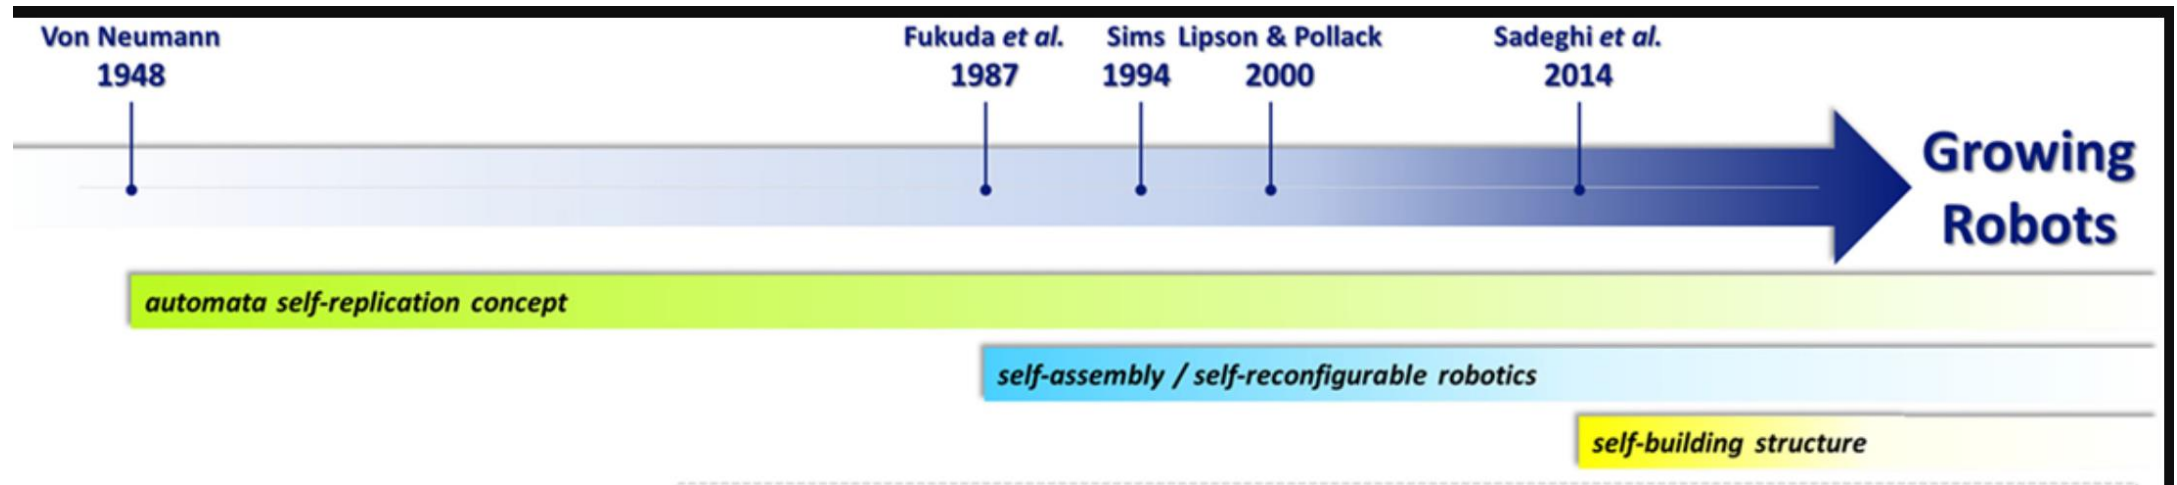 Von Neumann
1948
Fukuda et al.
1987
Sims
1994
Lipson & Pollack
2000
Sadeghi et al.
2014
Growing
Robots
automata self-replication concept
self-assembly / self-reconfigurable robotics
self-building structure